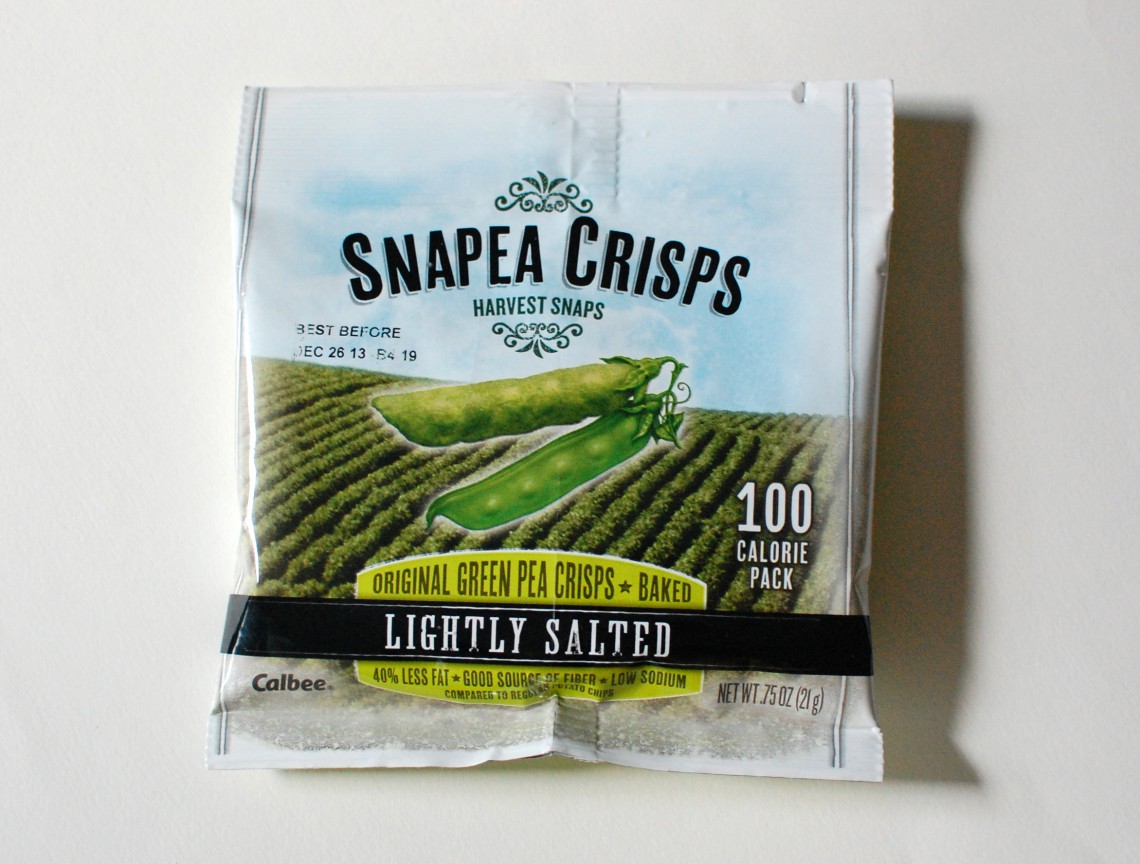 SNAPEA CRISPS
HARVEST SNAPS
BEST BEFORE
DEC 26 13 B4 19
100
CALORIE
PACK
ORIGINAL GREEN PEA CRISPS ★ BAKED
LIGHTLY SALTED
40% LESS FAT ★ GOOD SOURCE OF FIBER ★ LOW SODIUM
COMPARED TO REGULAR POTATO CHIPS
Calbee
NET WT .75 OZ (21g)